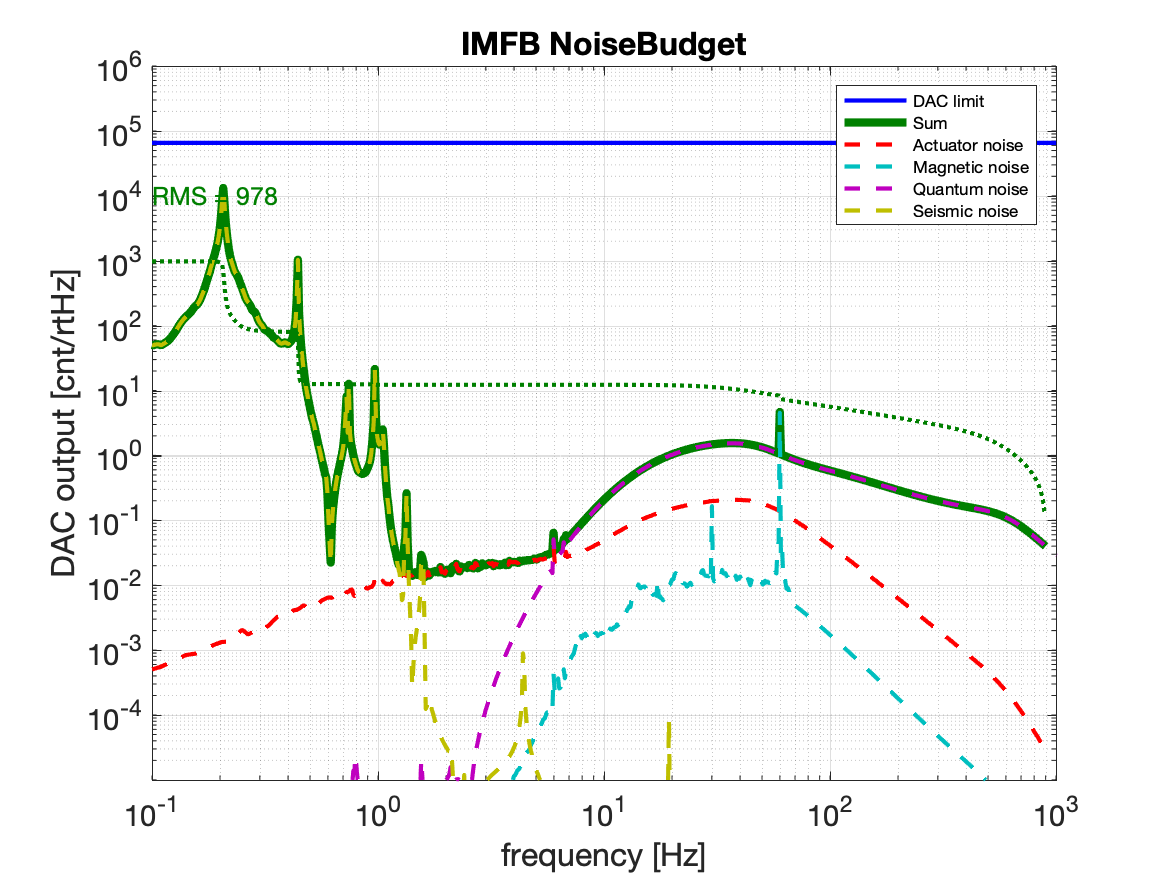 IMFB NoiseBudget
DAC output [cnt/rtHz]
10^6
10^5
10^4
10^3
10^2
10^1
10^0
10^-1
10^-2
10^-3
10^-4
RMS = 978
DAC limit
Sum
Actuator noise
Magnetic noise
Quantum noise
Seismic noise
10^-1 10^0 10^1 10^2 10^3
frequency [Hz]